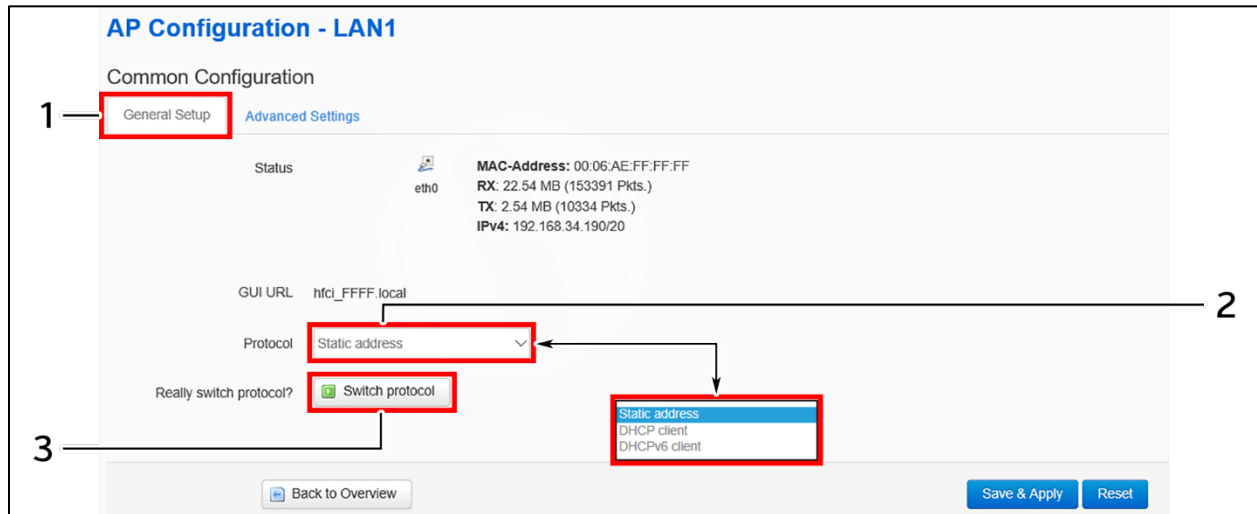 AP Configuration - LAN1
Common Configuration
1
General Setup Advanced Settings
Status
eth0
MAC-Address: 00:06:AE:FF:FF:FF
RX: 22.54 MB (153391 Pkts.)
TX: 2.54 MB (10334 Pkts.)
IPv4: 192.168.34.190/20
GUI URL hfci_FFFF.local
2
Protocol Static address
Really switch protocol? Switch protocol
3
Static address
DHCP client
DHCPv6 client
Back to Overview Save & Apply Reset